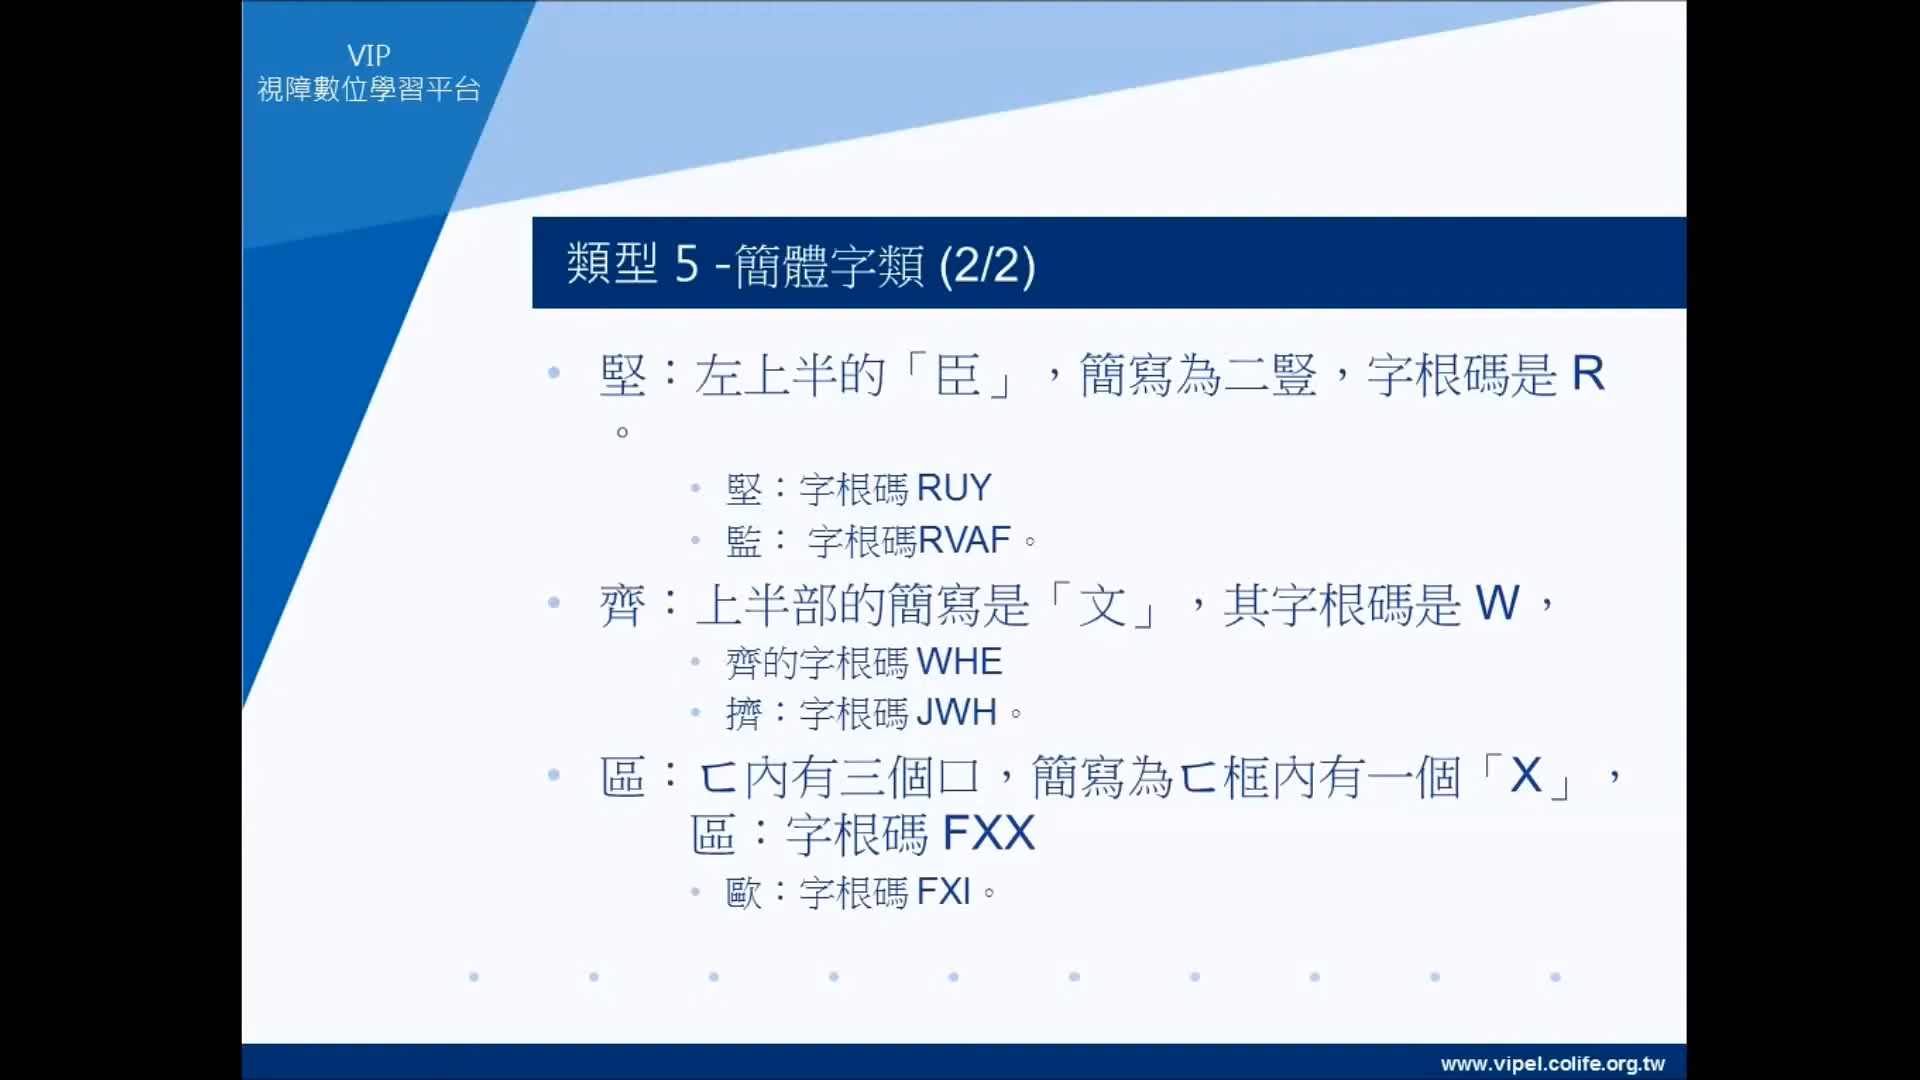 VIP
視障數位學習平台
類型 5 -簡體字類 (2/2)
• 堅：左上半的「臣」，簡寫為二豎，字根碼是 R
。
• 堅：字根碼 RUY
• 監： 字根碼RVAF。
• 齊：上半部的簡寫是「文」，其字根碼是 W，
• 齊的字根碼 WHE
• 擠：字根碼 JWH。
• 區：ㄈ內有三個口，簡寫為ㄈ框內有一個「X」，
區：字根碼 FXX
• 歐：字根碼 FXI。
www.vipel.colife.org.tw